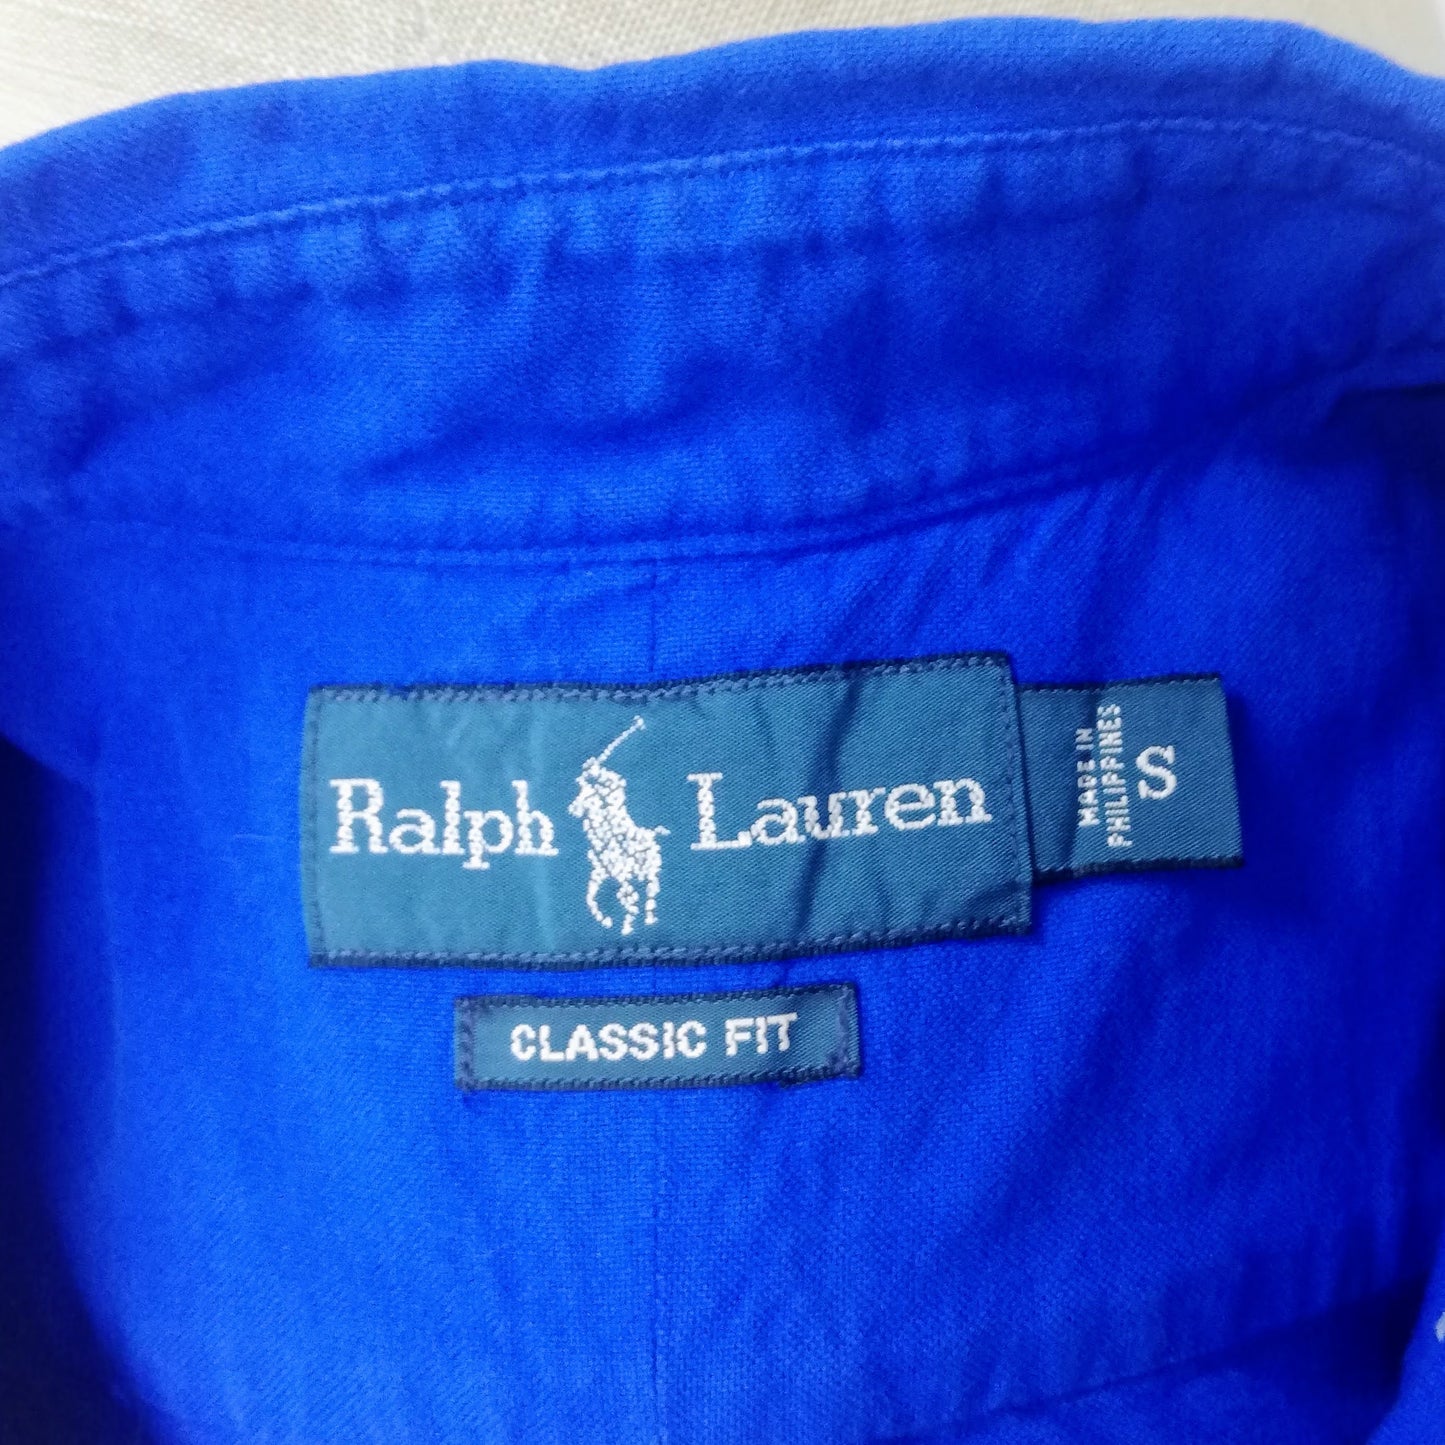 Ralph Lauren
MADE IN
PHILIPPINES
S
CLASSIC FIT